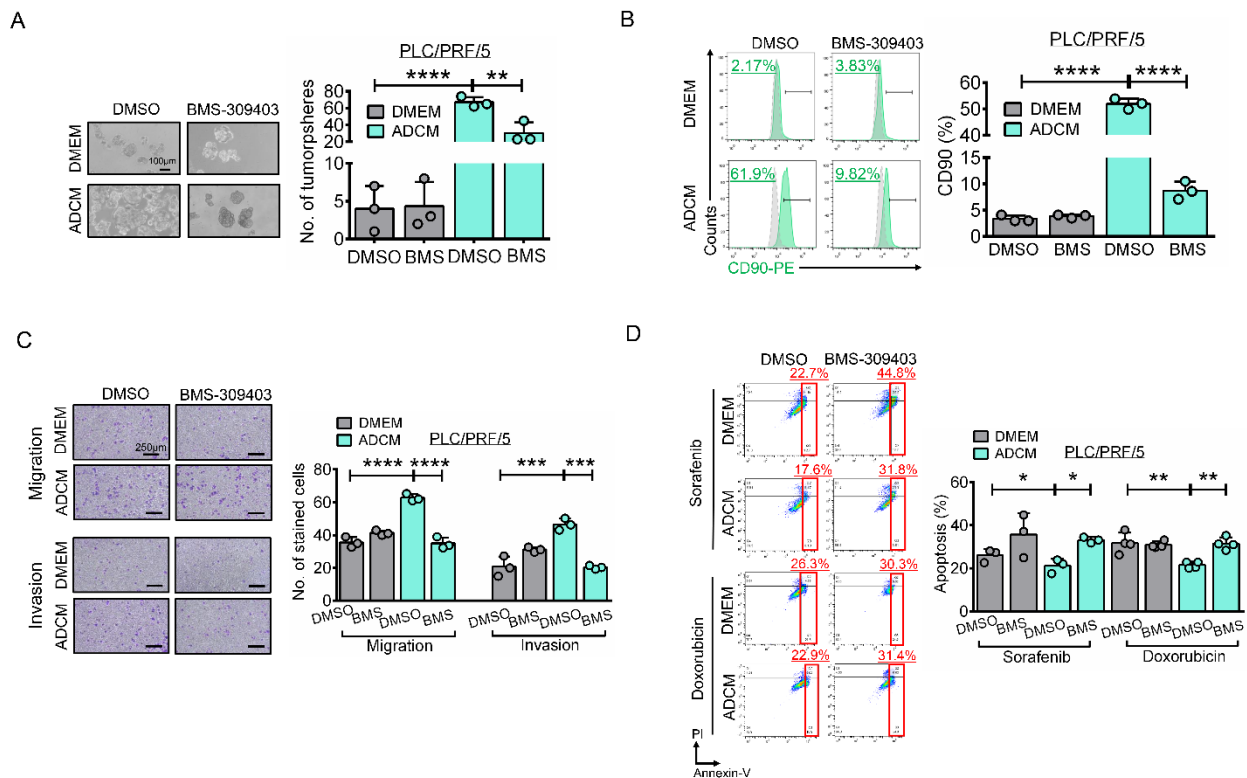 A
DMSO
BMS-309403
DMEM
100µm
ADCM
PLC/PRF/5
****
**
DMEM
ADCM
No. of tumorpsheres
80
60
40
20
5
0
DMSO
BMS
DMSO
BMS
B
DMSO
BMS-309403
DMEM
2.17%
3.83%
ADCM
61.9%
9.82%
Counts
CD90-PE
PLC/PRF/5
****
****
DMEM
ADCM
CD90 (%)
60
50
40
30
15
10
5
0
DMSO
BMS
DMSO
BMS
C
DMSO
BMS-309403
Migration
DMEM
250µm
ADCM
Invasion
DMEM
ADCM
DMEM
ADCM
PLC/PRF/5
****
****
***
***
No. of stained cells
80
60
40
20
0
DMSO
BMS
DMSO
BMS
DMSO
BMS
DMSO
BMS
Migration
Invasion
D
DMSO
BMS-309403
Sorafenib
DMEM
22.7%
44.8%
ADCM
17.6%
31.8%
Doxorubicin
DMEM
26.3%
30.3%
ADCM
22.9%
31.4%
PI
Annexin-V
DMEM
ADCM
PLC/PRF/5
*
*
**
**
Apoptosis (%)
60
40
20
0
DMSO
BMS
DMSO
BMS
DMSO
BMS
DMSO
BMS
Sorafenib
Doxorubicin